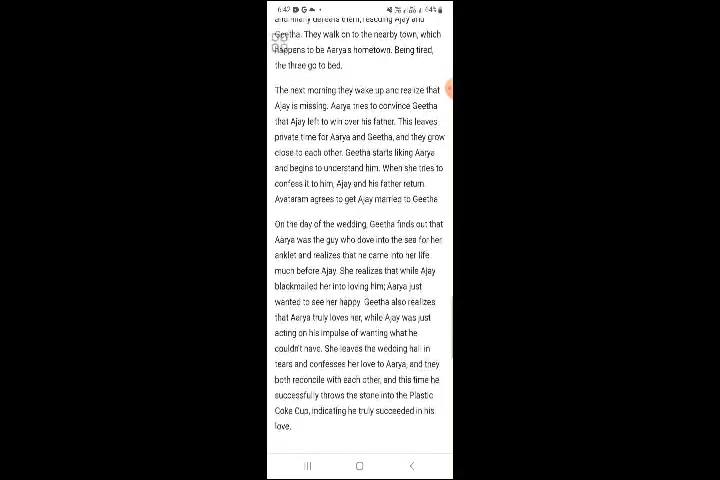 6:42
64%
and finally defeats them, rescuing Ajay and
Geetha. They walk on to the nearby town, which
happens to be Aarya's hometown. Being tired,
the three go to bed.
The next morning they wake up and realize that
Ajay is missing. Aarya tries to convince Geetha
that Ajay left to win over his father. This leaves
private time for Aarya and Geetha, and they grow
close to each other. Geetha starts liking Aarya
and begins to understand him. When she tries to
confess it to him, Ajay and his father return.
Avataram agrees to get Ajay married to Geetha
On the day of the wedding, Geetha finds out that
Aarya was the guy who dove into the sea for her
anklet and realizes that he came into her life
much before Ajay. She realizes that while Ajay
blackmailed her into loving him; Aarya just
wanted to see her happy. Geetha also realizes
that Aarya truly loves her, while Ajay was just
acting on his impulse of wanting what he
couldn't have. She leaves the wedding hall in
tears and confesses her love to Aarya, and they
both reconcile with each other, and this time he
successfully throws the stone into the Plastic
Coke Cup, indicating he truly succeeded in his
love.